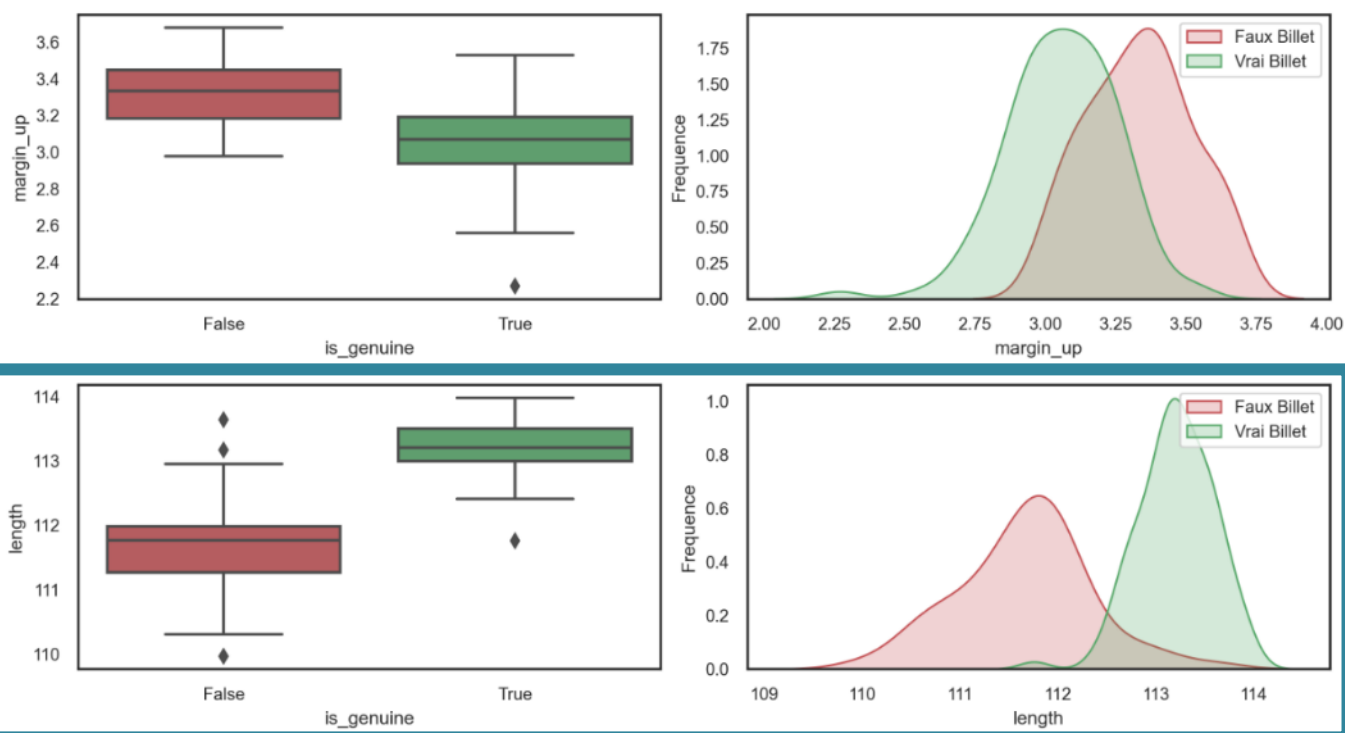 margin_up
3.6
3.4
3.2
3.0
2.8
2.6
2.4
2.2
False True
is_genuine
Frequence
1.75
1.50
1.25
1.00
0.75
0.50
0.25
0.00
Faux Billet
Vrai Billet
2.00 2.25 2.50 2.75 3.00 3.25 3.50 3.75 4.00
margin_up
length
114
113
112
111
110
False True
is_genuine
Frequence
1.0
0.8
0.6
0.4
0.2
0.0
Faux Billet
Vrai Billet
109 110 111 112 113 114
length